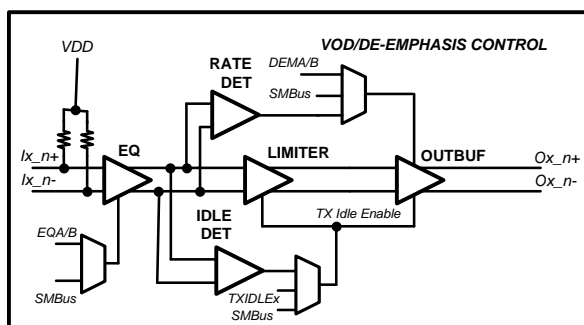 VDD
VOD/DE-EMPHASIS CONTROL
RATE
DET
DEMA/B
SMBus
EQ
LIMITER
OUTBUF
Ix_n+
Ix_n-
Ox_n+
Ox_n-
IDLE
DET
TX Idle Enable
EQA/B
SMBus
TXIDLEx
SMBus